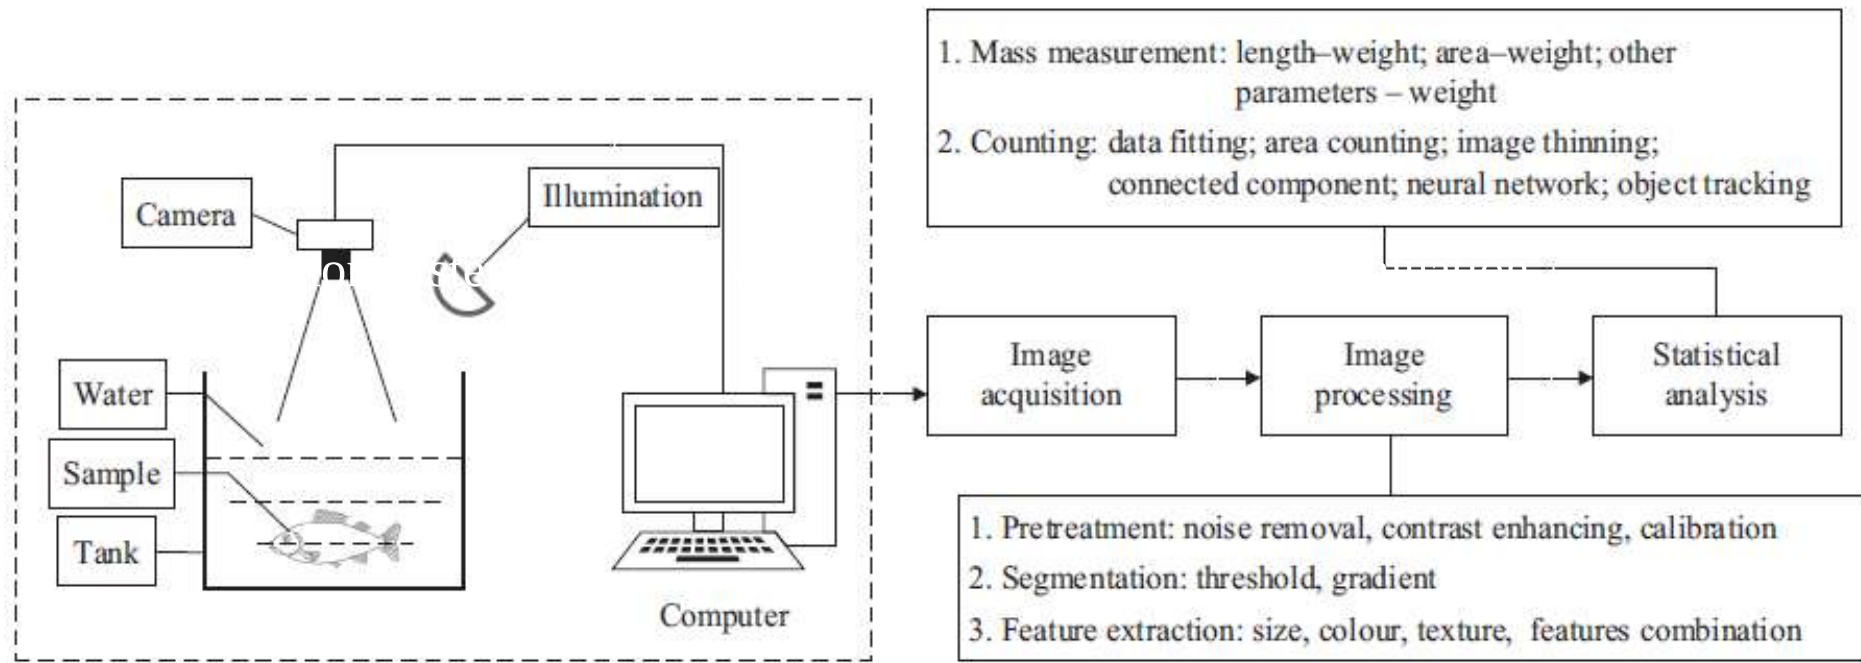 Camera
Illumination
Water
Sample
Tank
Computer
1. Mass measurement: length–weight; area–weight; other
parameters – weight
2. Counting: data fitting; area counting; image thinning;
connected component; neural network; object tracking
Image
acquisition
Image
processing
Statistical
analysis
1. Pretreatment: noise removal, contrast enhancing, calibration
2. Segmentation: threshold, gradient
3. Feature extraction: size, colour, texture, features combination